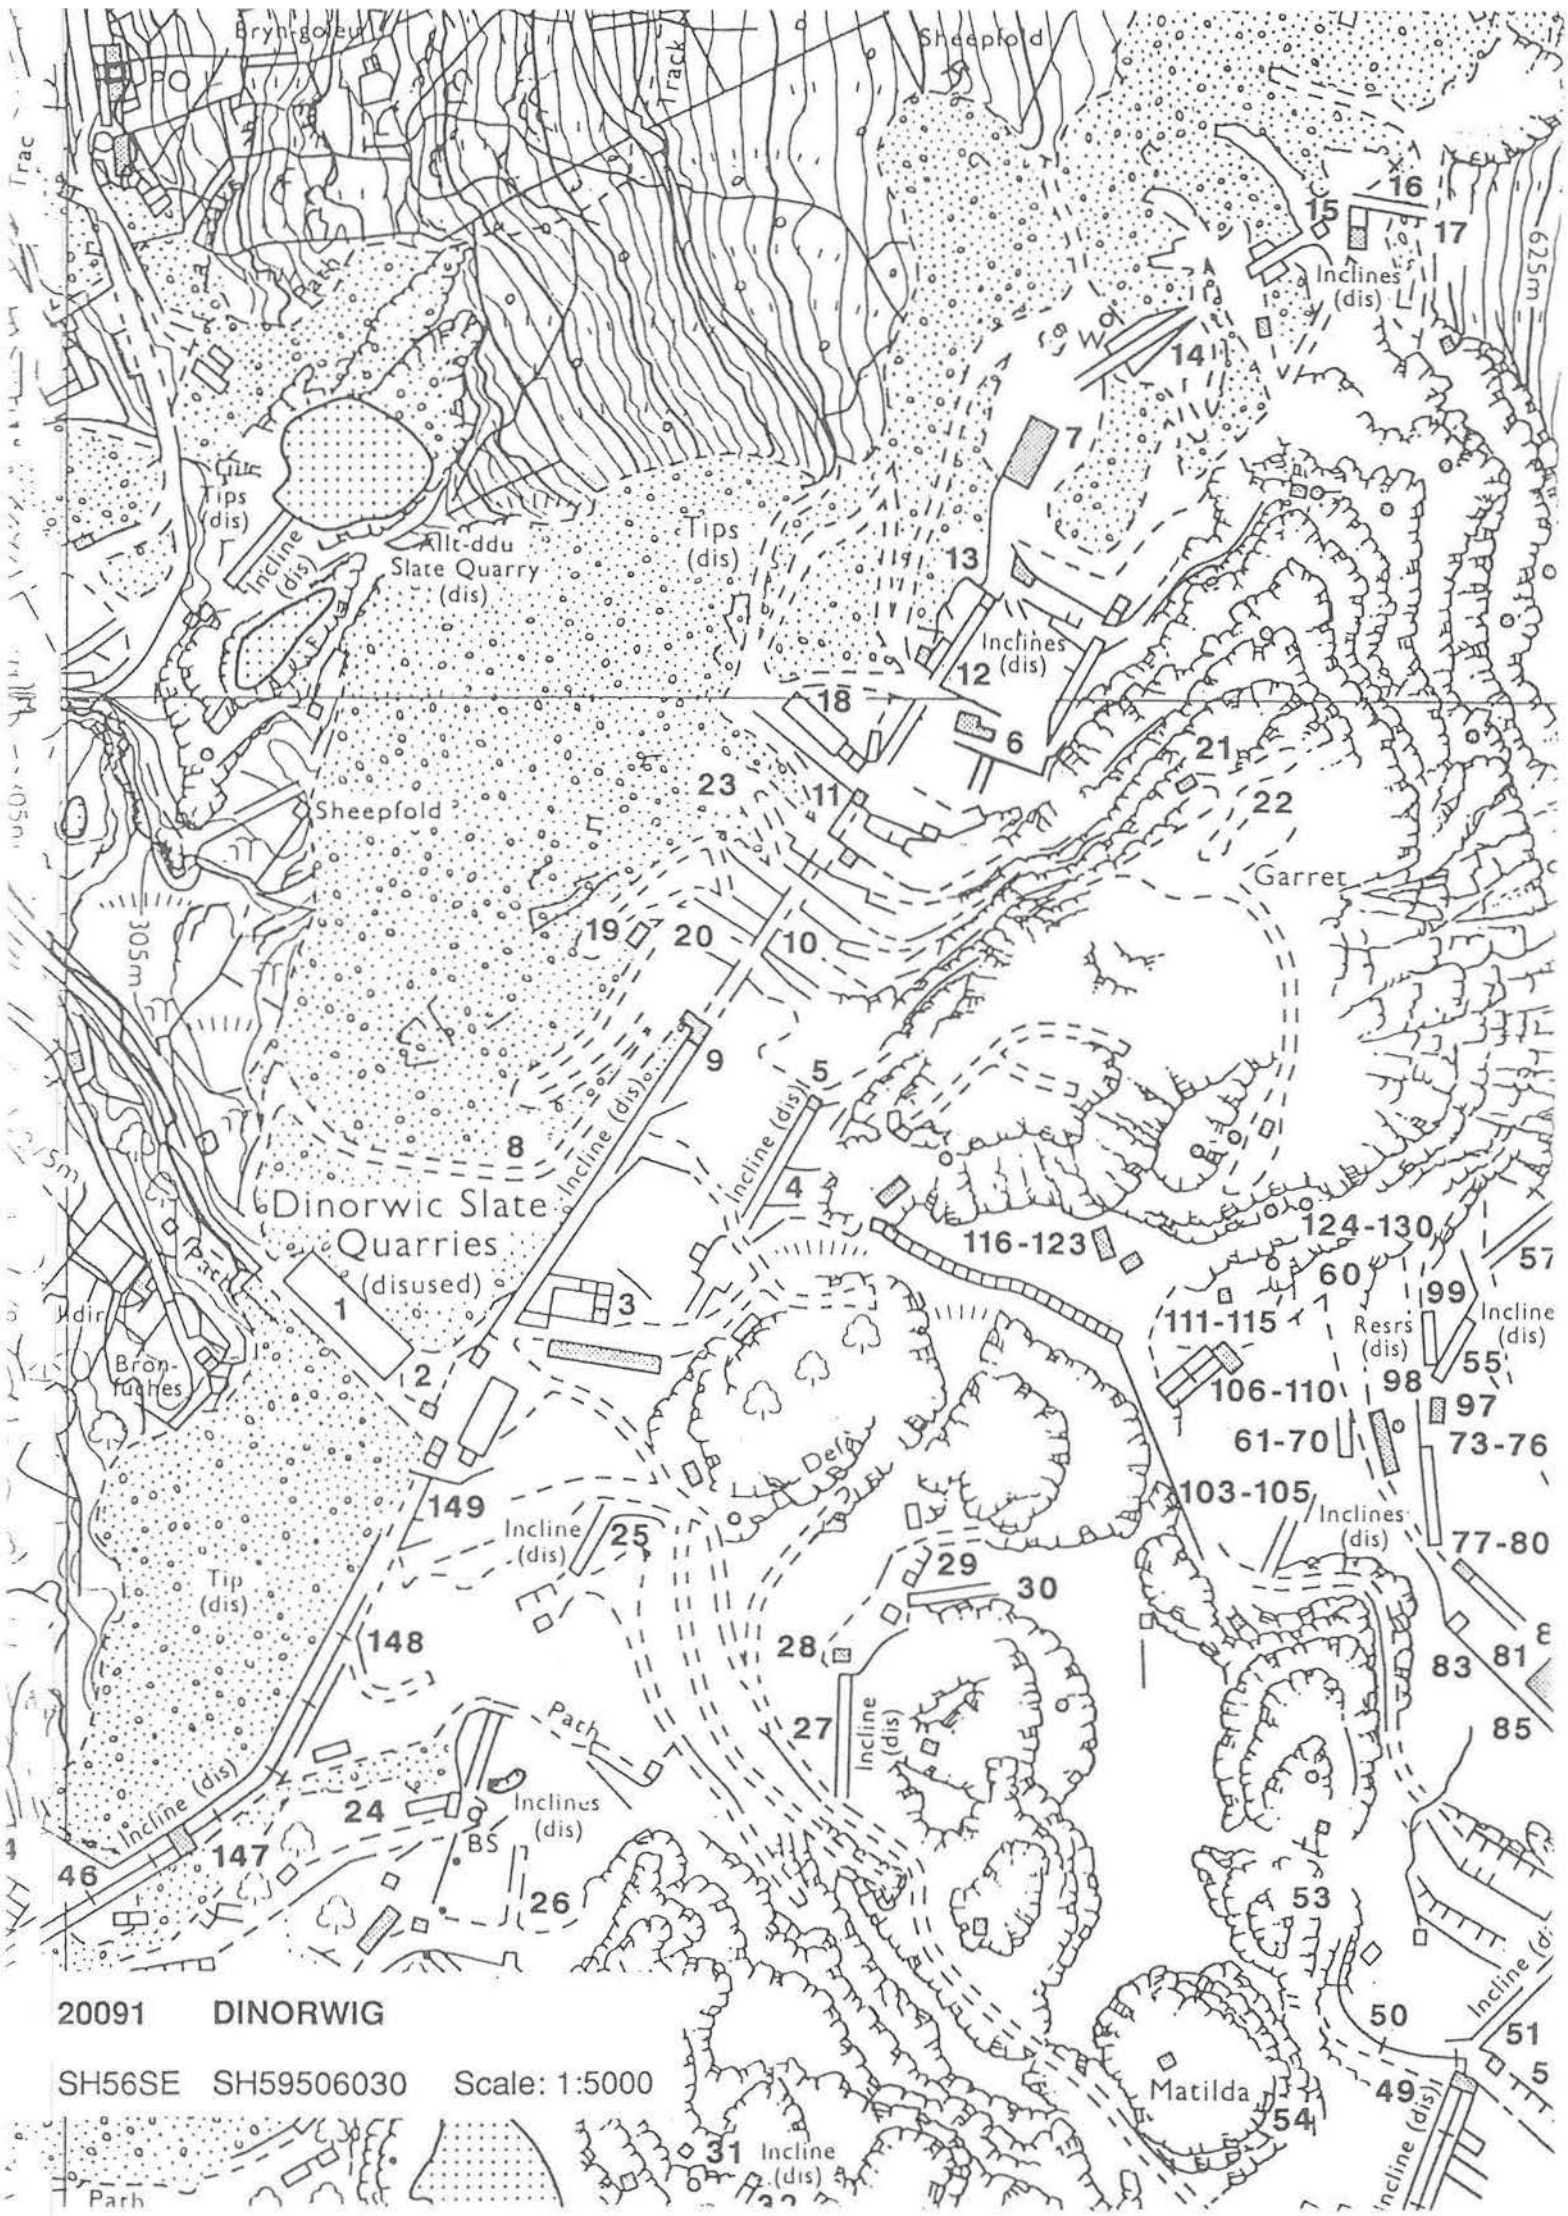 Bryn-goleu
Track
Sheepfold
Trac
16
15
17
625m
Path
Inclines
(dis)
W
14
7
Tips
(dis)
Incline
(dis)
Allt-ddu
Slate Quarry
(dis)
Tips
(dis)
13
Inclines
(dis)
12
18
6
21
23
11
22
Sheepfold
Garret
305m
19
20
10
9
5
8
Incline (dis)
Incline (dis)
4
Dinorwic Slate
Quarries
(disused)
116-123
124-130
57
Path
60
99
1
3
111-115
Resrs
(dis)
Incline
(dis)
Bron-
fuches
2
55
106-110
98
97
61-70
73-76
149
103-105
Incline
(dis)
25
Inclines
(dis)
77-80
Tip
(dis)
29
30
148
28
83
81
8
Path
27
Incline
(dis)
85
Incline (dis)
24
Inclines
(dis)
BS
46
147
26
53
20091 DINORWIG
50
Incline
51
5
SH56SE SH59506030 Scale: 1:5000
Matilda
49
54
Incline (dis)
31
Incline
(dis)
32
Path